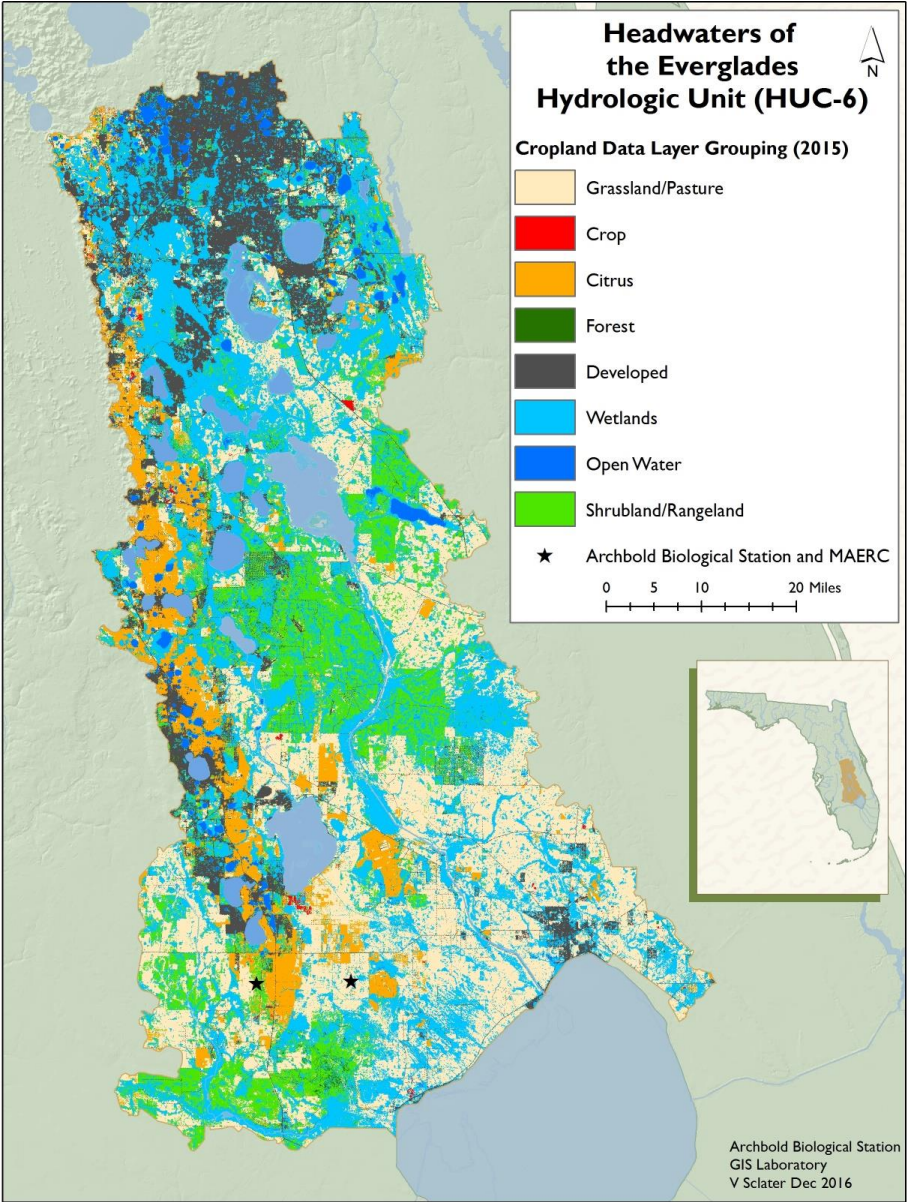 Headwaters of
the Everglades
Hydrologic Unit (HUC-6)
N
Cropland Data Layer Grouping (2015)
Grassland/Pasture
Crop
Citrus
Forest
Developed
Wetlands
Open Water
Shrubland/Rangeland
Archbold Biological Station and MAERC
0 5 10 20 Miles
Archbold Biological Station
GIS Laboratory
V Sclater Dec 2016